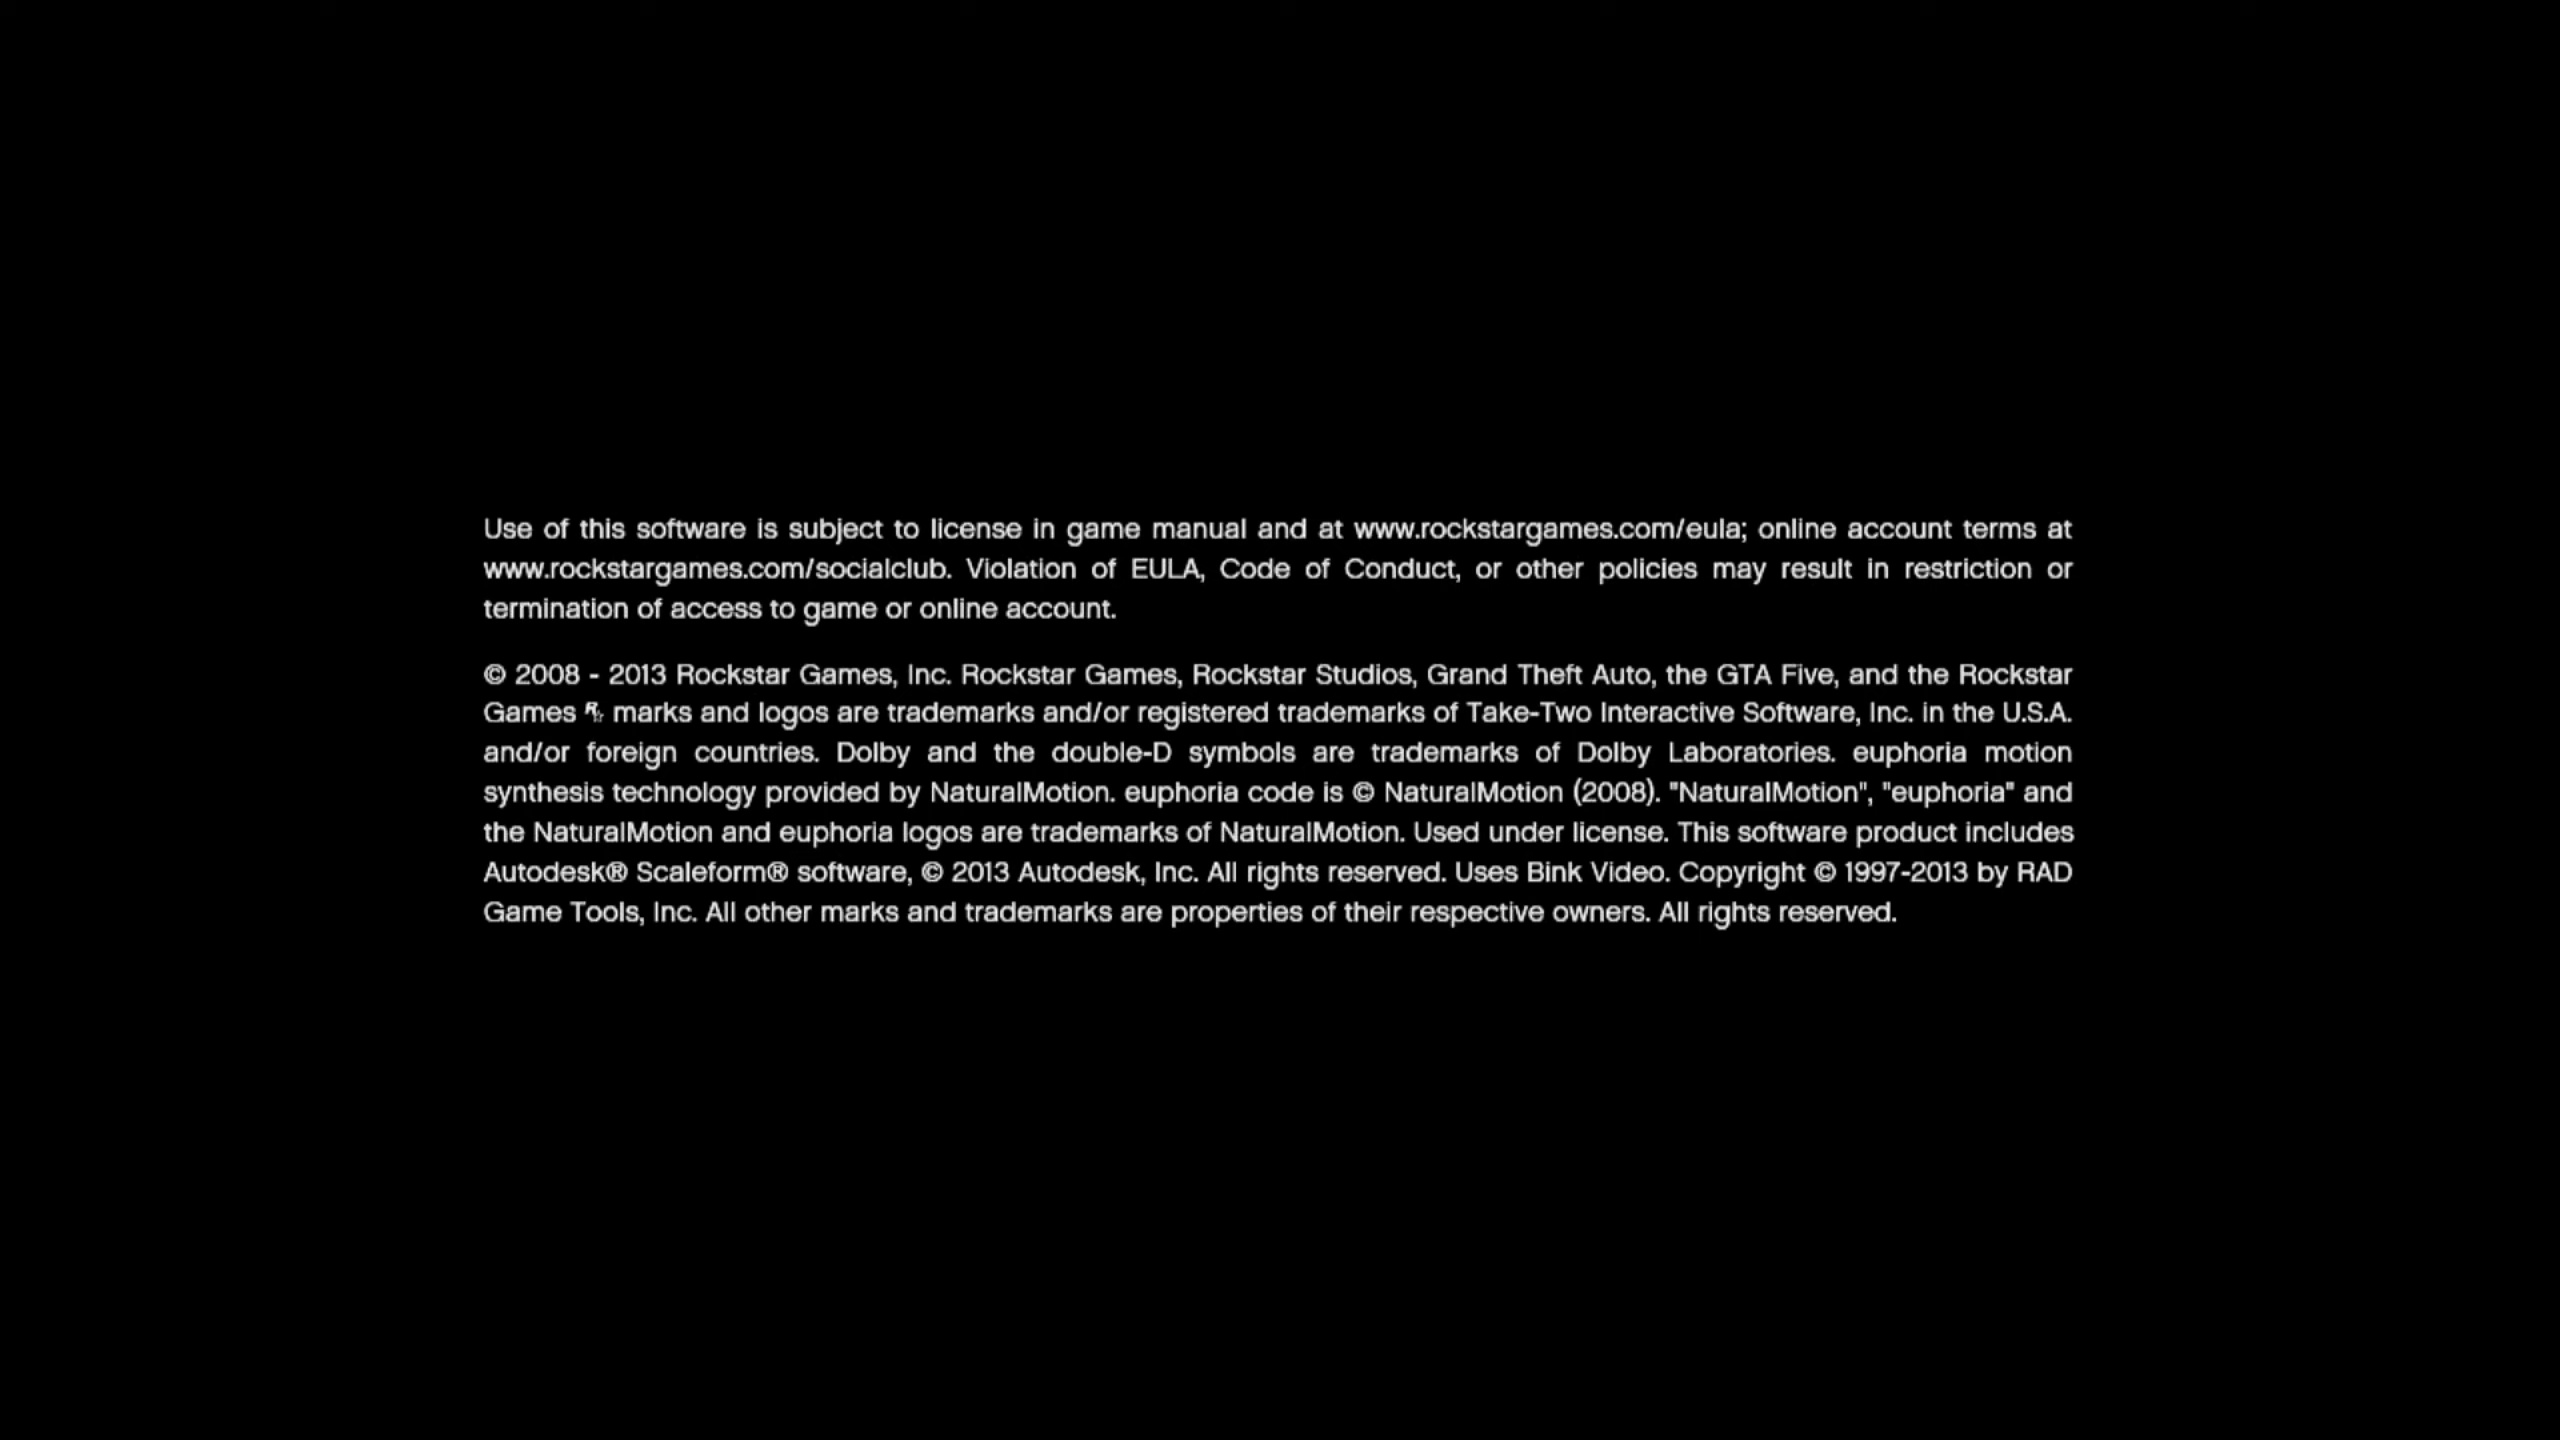 Use of this software is subject to license in game manual and at www.rockstargames.com/eula; online account terms at
www.rockstargames.com/socialclub. Violation of EULA, Code of Conduct, or other policies may result in restriction or
termination of access to game or online account.
© 2008 - 2013 Rockstar Games, Inc. Rockstar Games, Rockstar Studios, Grand Theft Auto, the GTA Five, and the Rockstar
Games R* marks and logos are trademarks and/or registered trademarks of Take-Two Interactive Software, Inc. in the U.S.A.
and/or foreign countries. Dolby and the double-D symbols are trademarks of Dolby Laboratories. euphoria motion
synthesis technology provided by NaturalMotion. euphoria code is © NaturalMotion (2008). "NaturalMotion", "euphoria" and
the NaturalMotion and euphoria logos are trademarks of NaturalMotion. Used under license. This software product includes
Autodesk® Scaleform® software, © 2013 Autodesk, Inc. All rights reserved. Uses Bink Video. Copyright © 1997-2013 by RAD
Game Tools, Inc. All other marks and trademarks are properties of their respective owners. All rights reserved.